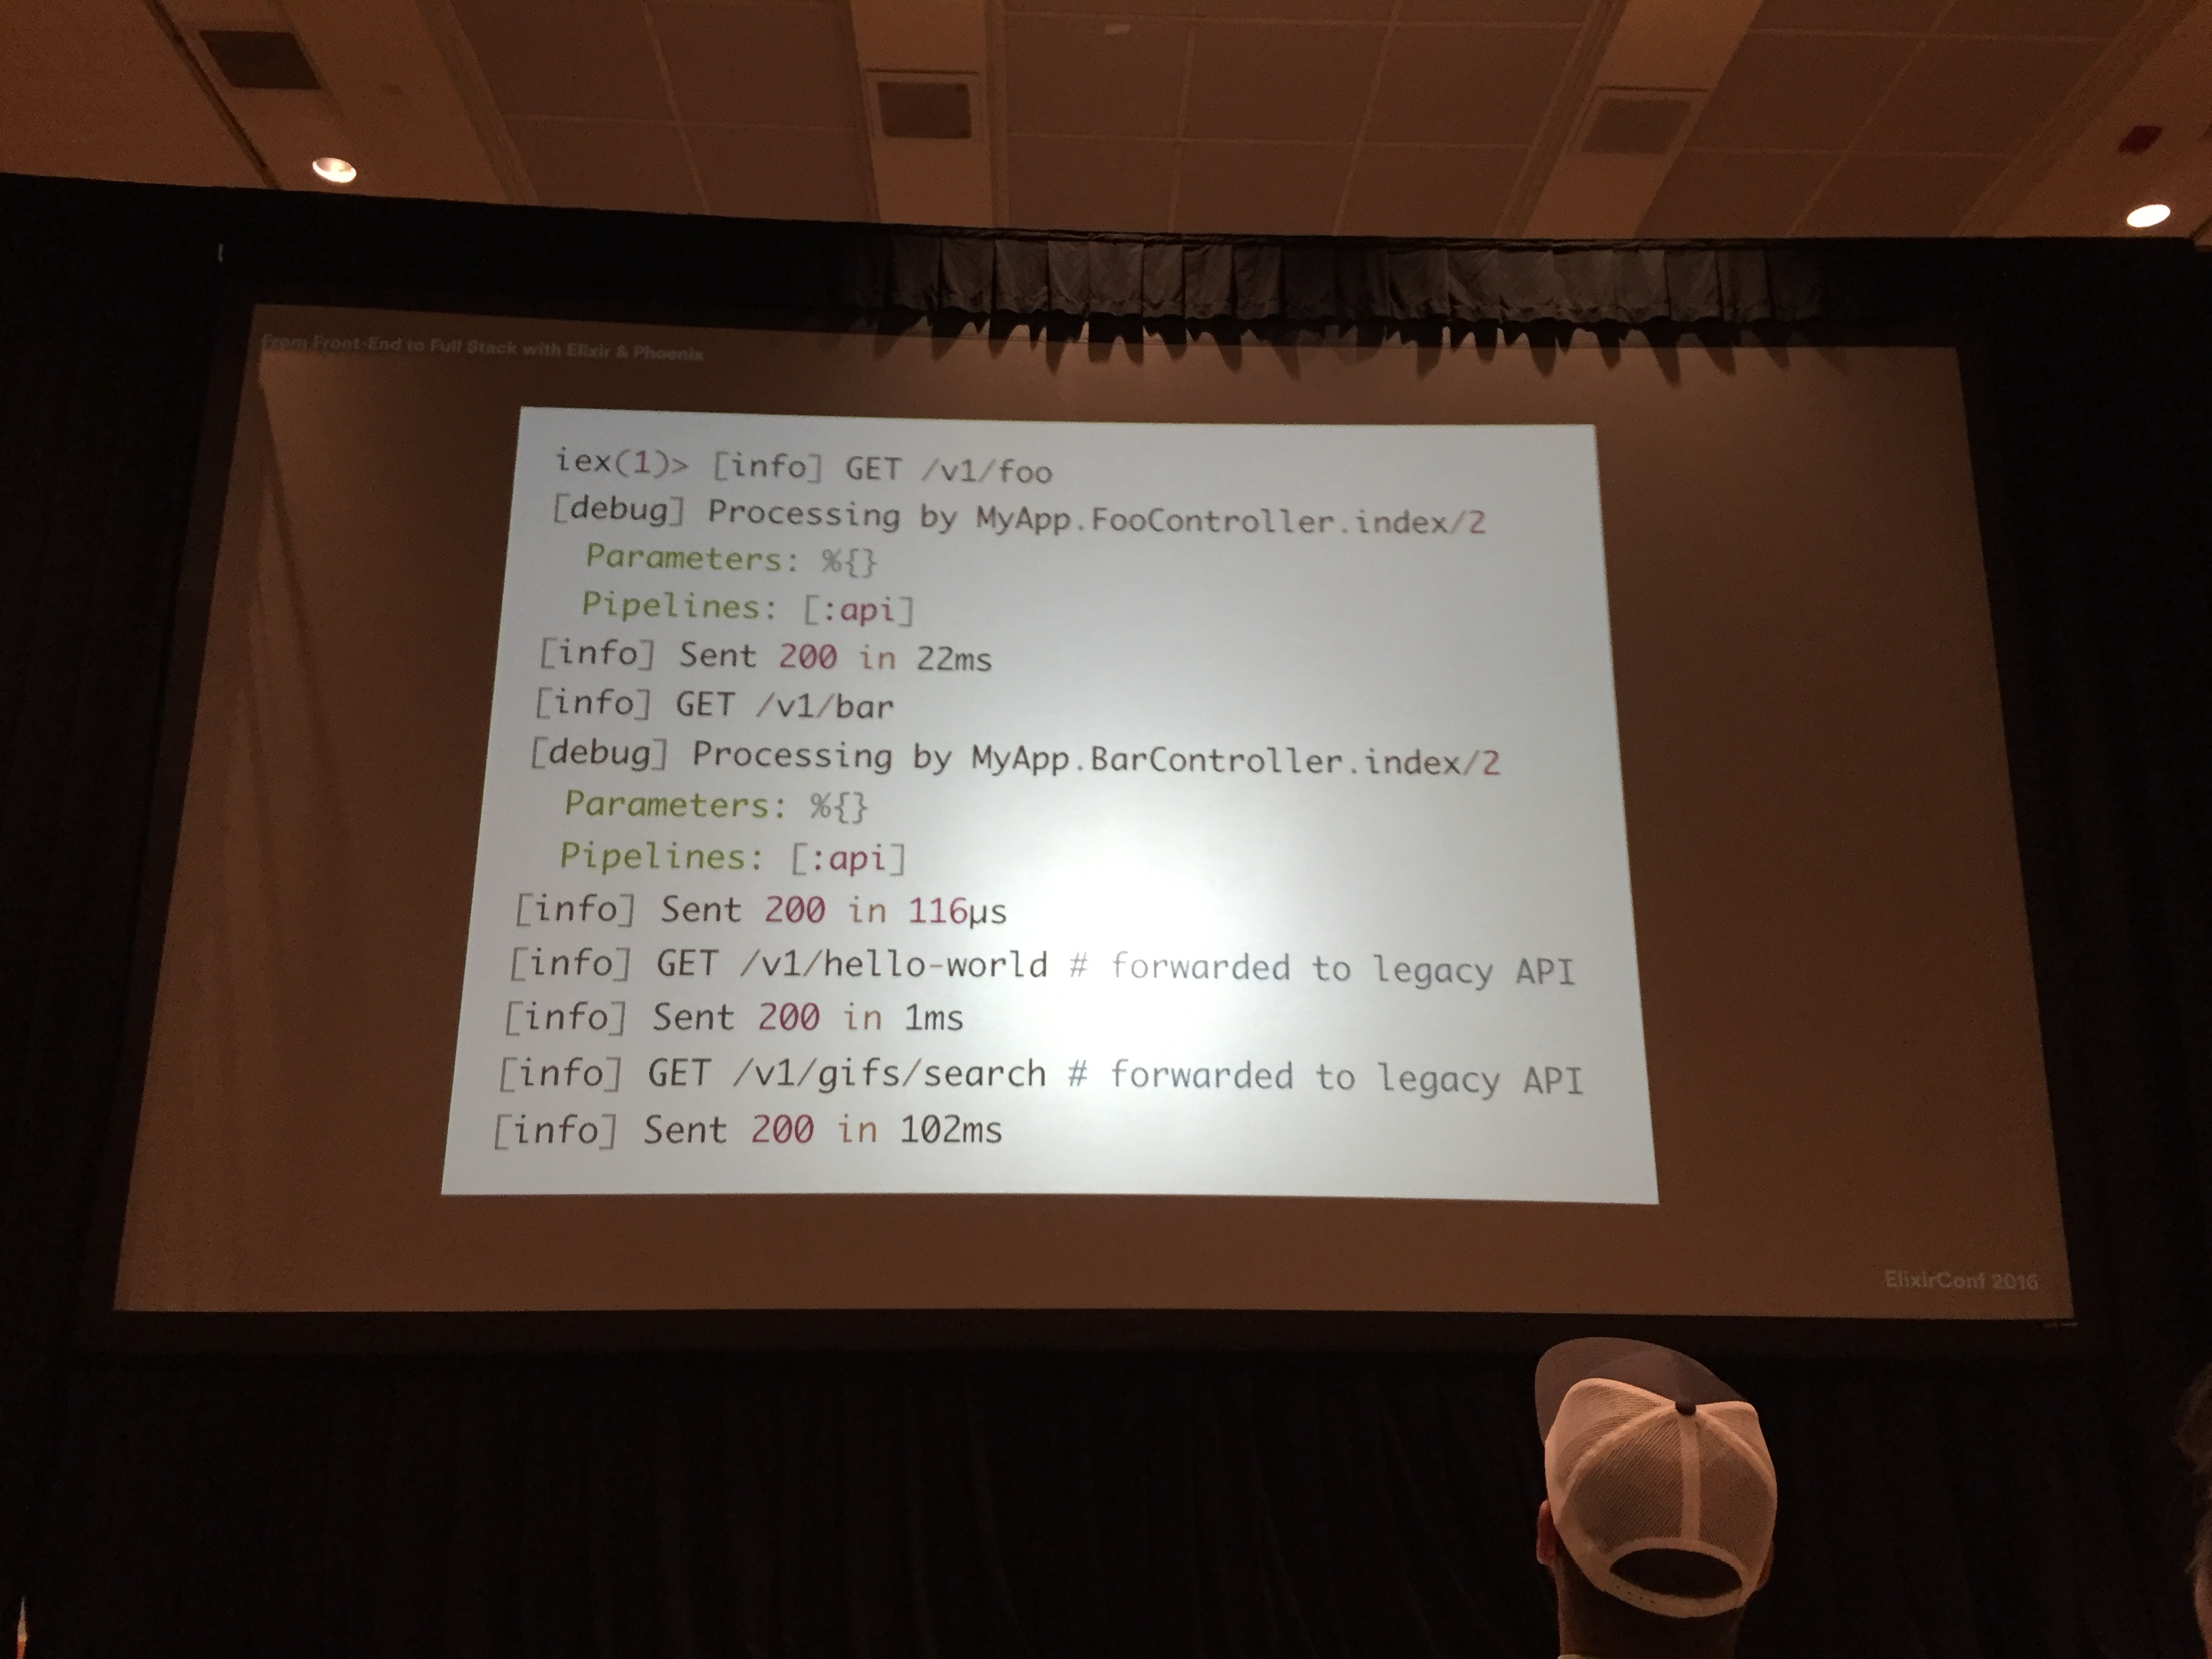 From Front-End to Full Stack with Elixir & Phoenix
iex(1)> [info] GET /v1/foo
[debug] Processing by MyApp.FooController.index/2
Parameters: %{}
Pipelines: [:api]
[info] Sent 200 in 22ms
[info] GET /v1/bar
[debug] Processing by MyApp.BarController.index/2
Parameters: %{}
Pipelines: [:api]
[info] Sent 200 in 116µs
[info] GET /v1/hello-world # forwarded to legacy API
[info] Sent 200 in 1ms
[info] GET /v1/gifs/search # forwarded to legacy API
[info] Sent 200 in 102ms
ElixirConf 2016